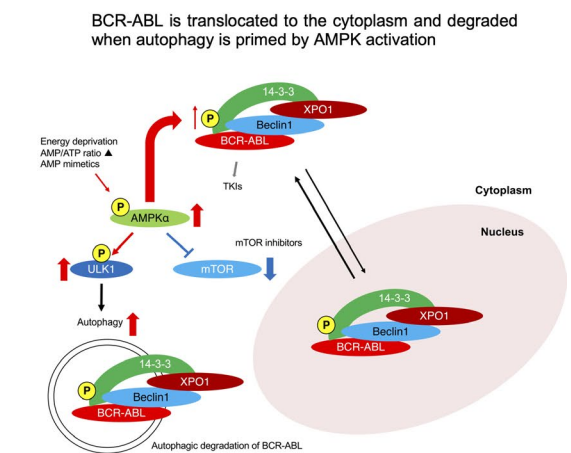 BCR-ABL is translocated to the cytoplasm and degraded
when autophagy is primed by AMPK activation
14-3-3
XPO1
P
Beclin1
BCR-ABL
TKIs
Energy deprivation
AMP/ATP ratio ▲
AMP mimetics
P
AMPKα
Cytoplasm
Nucleus
mTOR inhibitors
P
ULK1
mTOR
14-3-3
XPO1
P
Beclin1
BCR-ABL
Autophagy
14-3-3
XPO1
P
Beclin1
BCR-ABL
Autophagic degradation of BCR-ABL